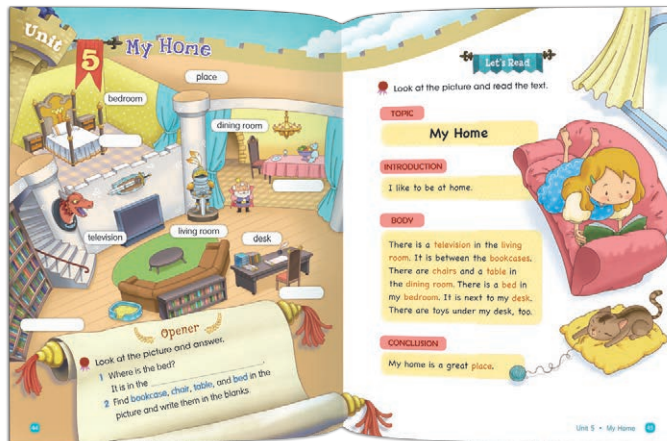 Unit
5
My Home
place
bedroom
dining room
television
living room
desk
Opener
Look at the picture and answer.
1 Where is the bed?
It is in the ____________________.
2 Find bookcase, chair, table, and bed in the
picture and write them in the blanks.
44
Let's Read
Look at the picture and read the text.
TOPIC
My Home
INTRODUCTION
I like to be at home.
BODY
There is a television in the living
room. It is between the bookcases.
There are chairs and a table in
the dining room. There is a bed in
my bedroom. It is next to my desk.
There are toys under my desk, too.
CONCLUSION
My home is a great place.
Unit 5 • My Home
45